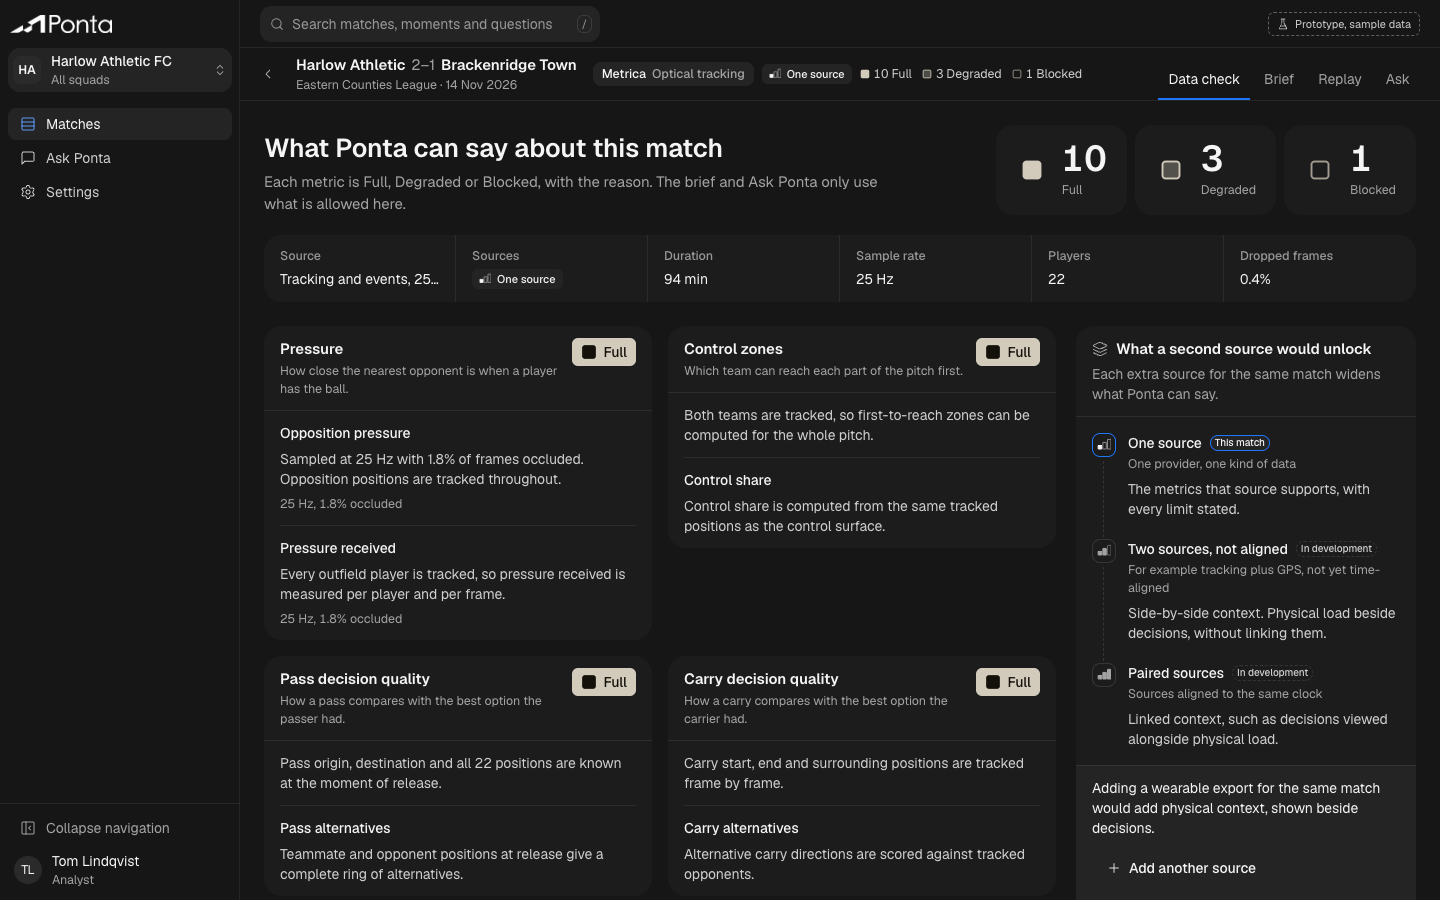 Ponta
HA
Harlow Athletic FC
All squads
Matches
Ask Ponta
Settings
Collapse navigation
TL
Tom Lindqvist
Analyst
Search matches, moments and questions
/
Prototype, sample data
Harlow Athletic 2–1 Brackenridge Town
Eastern Counties League · 14 Nov 2026
Metrica Optical tracking
One source
10 Full
3 Degraded
1 Blocked
Data check
Brief
Replay
Ask
What Ponta can say about this match
Each metric is Full, Degraded or Blocked, with the reason. The brief and Ask Ponta only use
what is allowed here.
10
Full
3
Degraded
1
Blocked
Source
Tracking and events, 25…
Sources
One source
Duration
94 min
Sample rate
25 Hz
Players
22
Dropped frames
0.4%
Pressure
Full
How close the nearest opponent is when a player
has the ball.
Opposition pressure
Sampled at 25 Hz with 1.8% of frames occluded.
Opposition positions are tracked throughout.
25 Hz, 1.8% occluded
Pressure received
Every outfield player is tracked, so pressure received is
measured per player and per frame.
25 Hz, 1.8% occluded
Control zones
Full
Which team can reach each part of the pitch first.
Both teams are tracked, so first-to-reach zones can be
computed for the whole pitch.
Control share
Control share is computed from the same tracked
positions as the control surface.
Pass decision quality
Full
How a pass compares with the best option the
passer had.
Pass origin, destination and all 22 positions are known
at the moment of release.
Pass alternatives
Teammate and opponent positions at release give a
complete ring of alternatives.
Carry decision quality
Full
How a carry compares with the best option the
carrier had.
Carry start, end and surrounding positions are tracked
frame by frame.
Carry alternatives
Alternative carry directions are scored against tracked
opponents.
What a second source would unlock
Each extra source for the same match widens
what Ponta can say.
One source This match
One provider, one kind of data
The metrics that source supports, with
every limit stated.
Two sources, not aligned In development
For example tracking plus GPS, not yet time-
aligned
Side-by-side context. Physical load beside
decisions, without linking them.
Paired sources In development
Sources aligned to the same clock
Linked context, such as decisions viewed
alongside physical load.
Adding a wearable export for the same match
would add physical context, shown beside
decisions.
Add another source